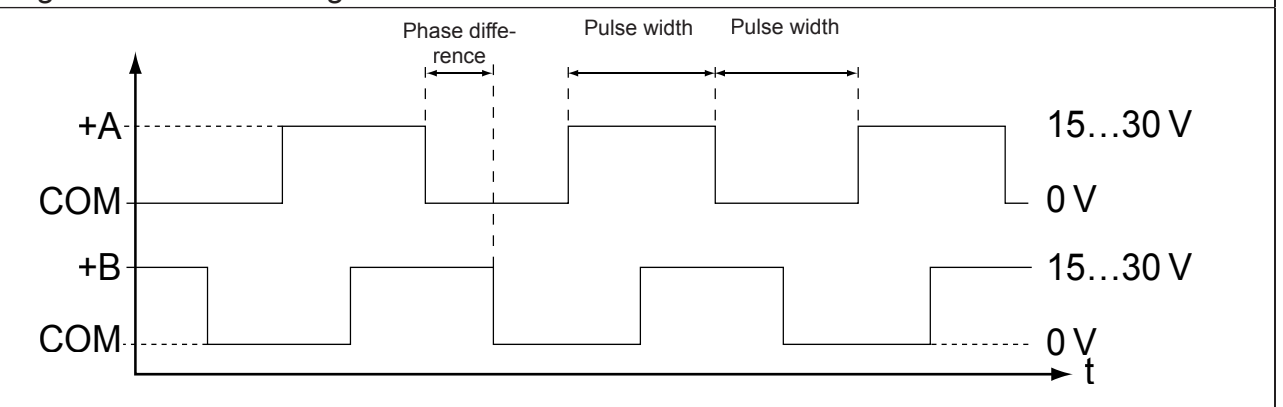 Phase diffe-
rence
Pulse width
Pulse width
+A
15…30 V
COM
0 V
+B
15…30 V
COM
0 V
t